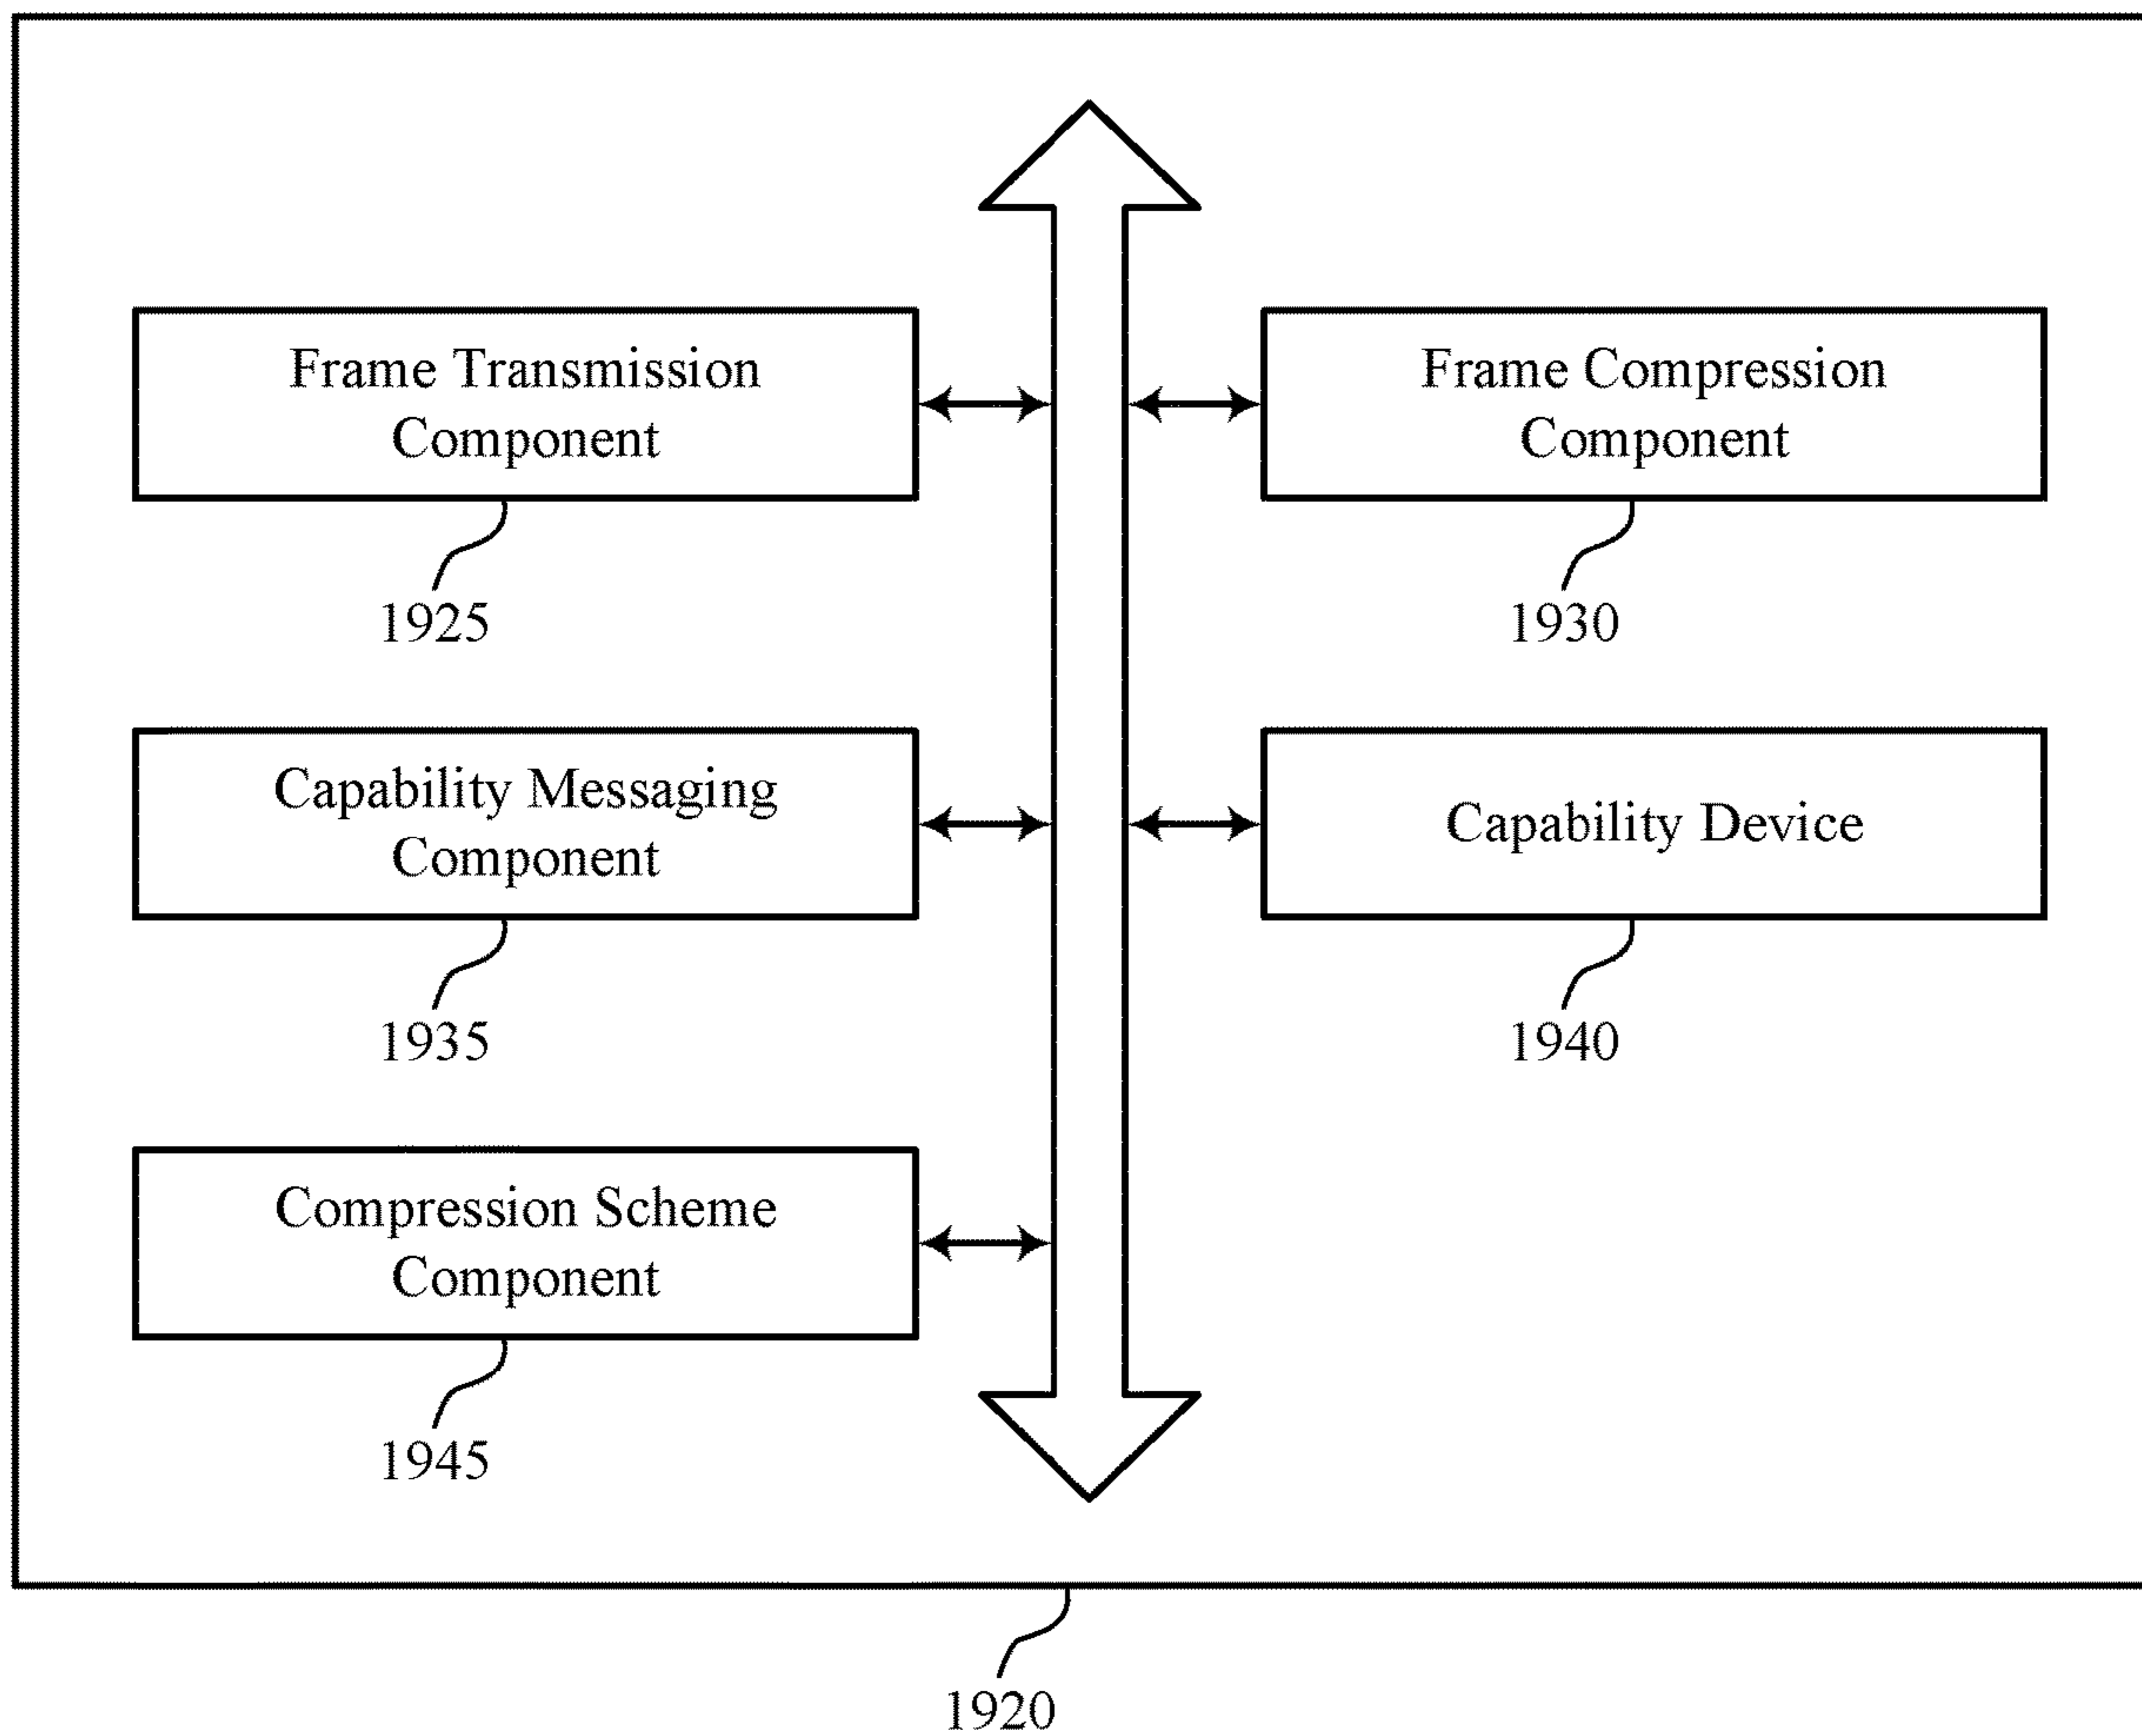 Frame Transmission
Component
1925
Frame Compression
Component
1930
Capability Messaging
Component
1935
Capability Device
1940
Compression Scheme
Component
1945
1920